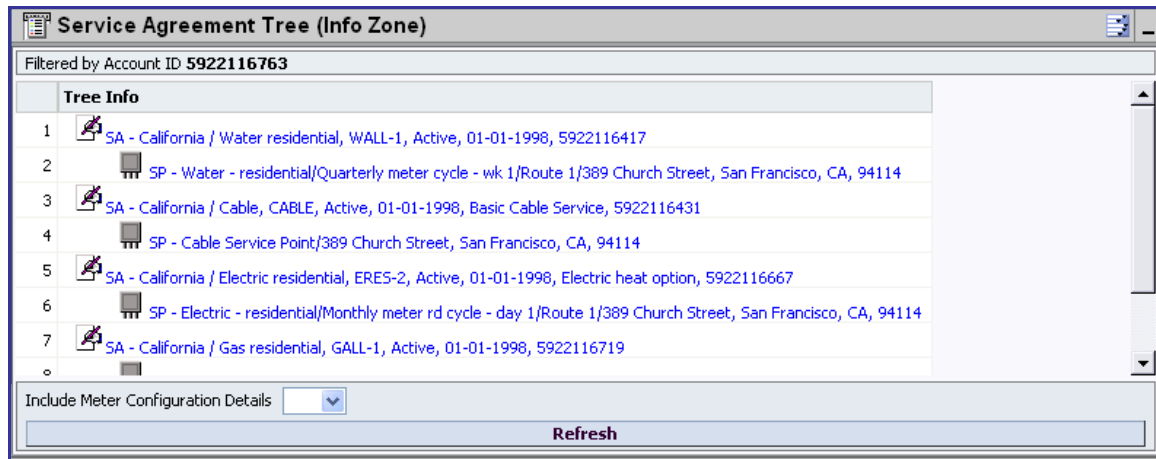 Service Agreement Tree (Info Zone)
Filtered by Account ID 5922116763
Tree Info
1 SA - California / Water residential, WALL-1, Active, 01-01-1998, 5922116417
2 SP - Water - residential/Quarterly meter cycle - wk 1/Route 1/389 Church Street, San Francisco, CA, 94114
3 SA - California / Cable, CABLE, Active, 01-01-1998, Basic Cable Service, 5922116431
4 SP - Cable Service Point/389 Church Street, San Francisco, CA, 94114
5 SA - California / Electric residential, ERES-2, Active, 01-01-1998, Electric heat option, 5922116667
6 SP - Electric - residential/Monthly meter rd cycle - day 1/Route 1/389 Church Street, San Francisco, CA, 94114
7 SA - California / Gas residential, GALL-1, Active, 01-01-1998, 5922116719
Include Meter Configuration Details
Refresh